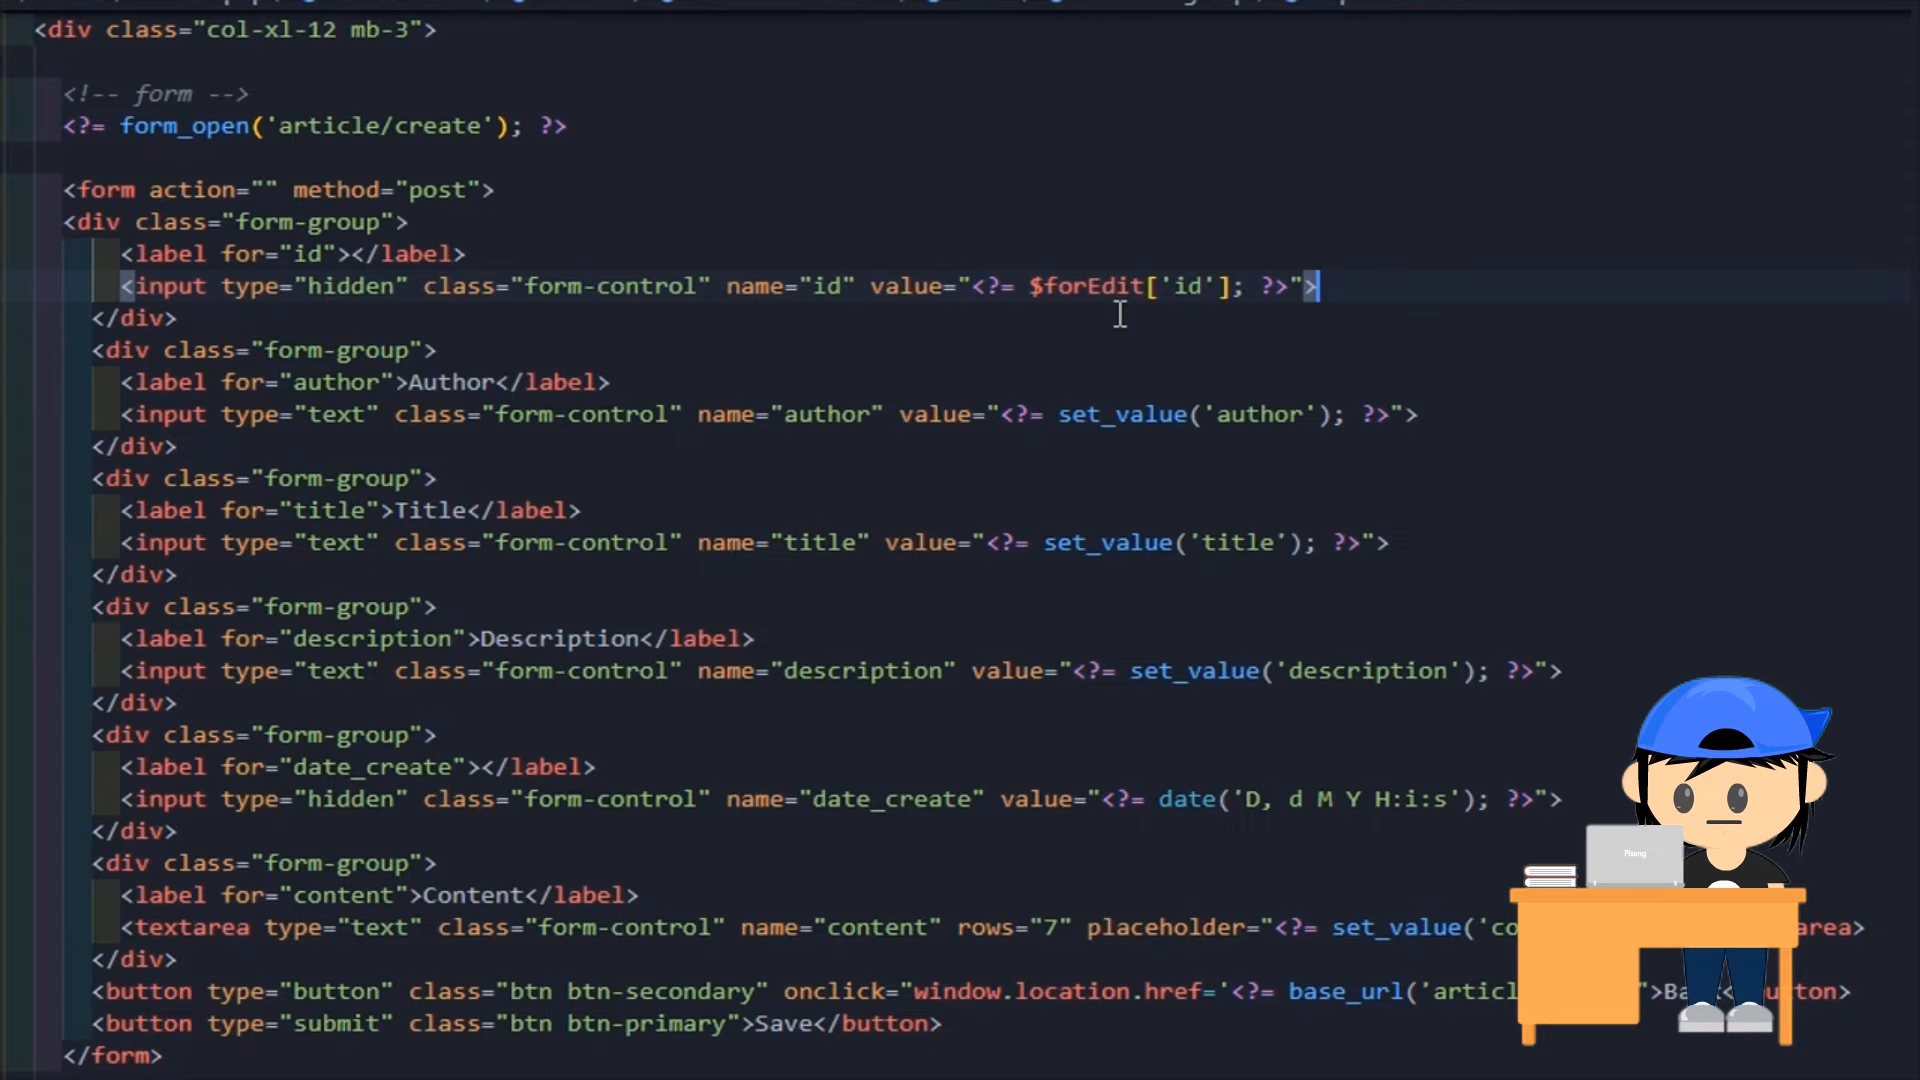 <div class="col-xl-12 mb-3">
<!-- form -->
<?= form_open('article/create'); ?>
<form action="" method="post">
<div class="form-group">
<label for="id"></label>
<input type="hidden" class="form-control" name="id" value="<?= $forEdit['id']; ?>">
</div>
<div class="form-group">
<label for="author">Author</label>
<input type="text" class="form-control" name="author" value="<?= set_value('author'); ?>">
</div>
<div class="form-group">
<label for="title">Title</label>
<input type="text" class="form-control" name="title" value="<?= set_value('title'); ?>">
</div>
<div class="form-group">
<label for="description">Description</label>
<input type="text" class="form-control" name="description" value="<?= set_value('description'); ?>">
</div>
<div class="form-group">
<label for="date_create"></label>
<input type="hidden" class="form-control" name="date_create" value="<?= date('D, d M Y H:i:s'); ?>">
</div>
<div class="form-group">
<label for="content">Content</label>
<textarea type="text" class="form-control" name="content" rows="7" placeholder="<?= set_value('co area>
</div>
<button type="button" class="btn btn-secondary" onclick="window.location.href='<?= base_url('articl ">Ba
<button type="submit" class="btn btn-primary">Save</button>
</form>
Pisang